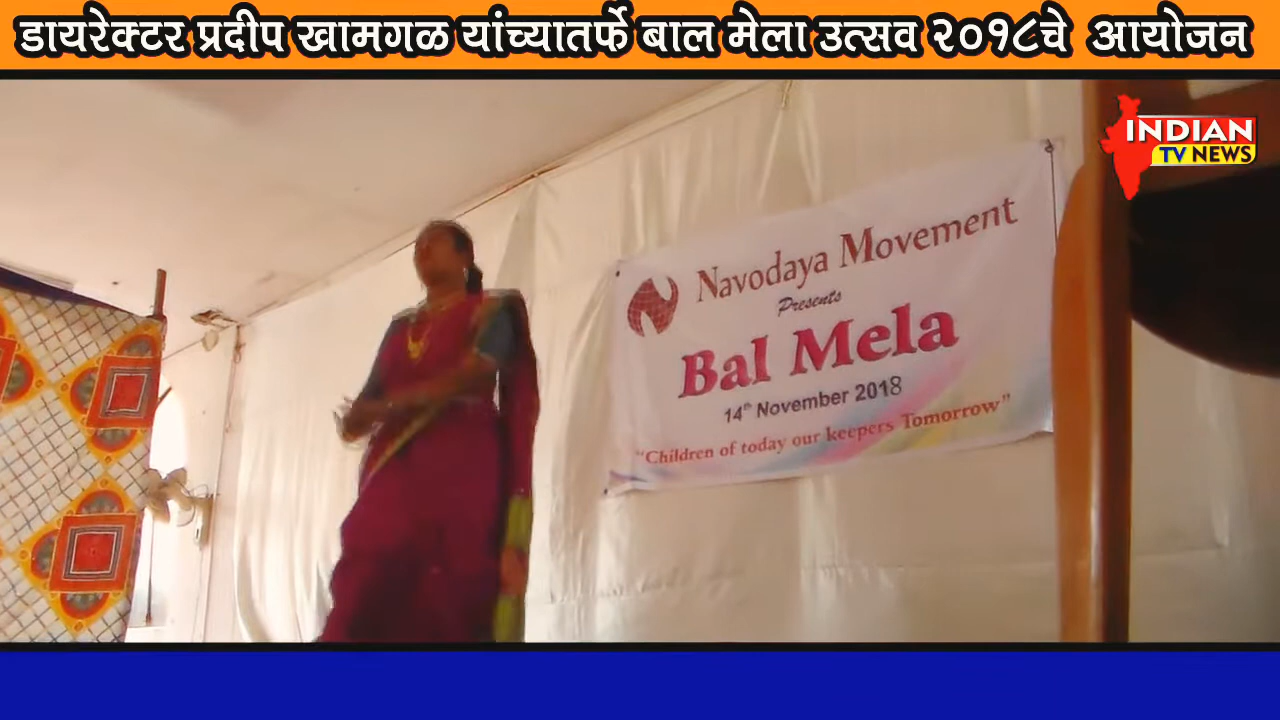 डायरेक्टर प्रदीप खामगळ यांच्यातर्फे बाल मेला उत्सव २०१८चे आयोजन
INDIAN
TV NEWS
Navodaya Movement
Presents
Bal Mela
14th November 2018
"Children of today our keepers Tomorrow"